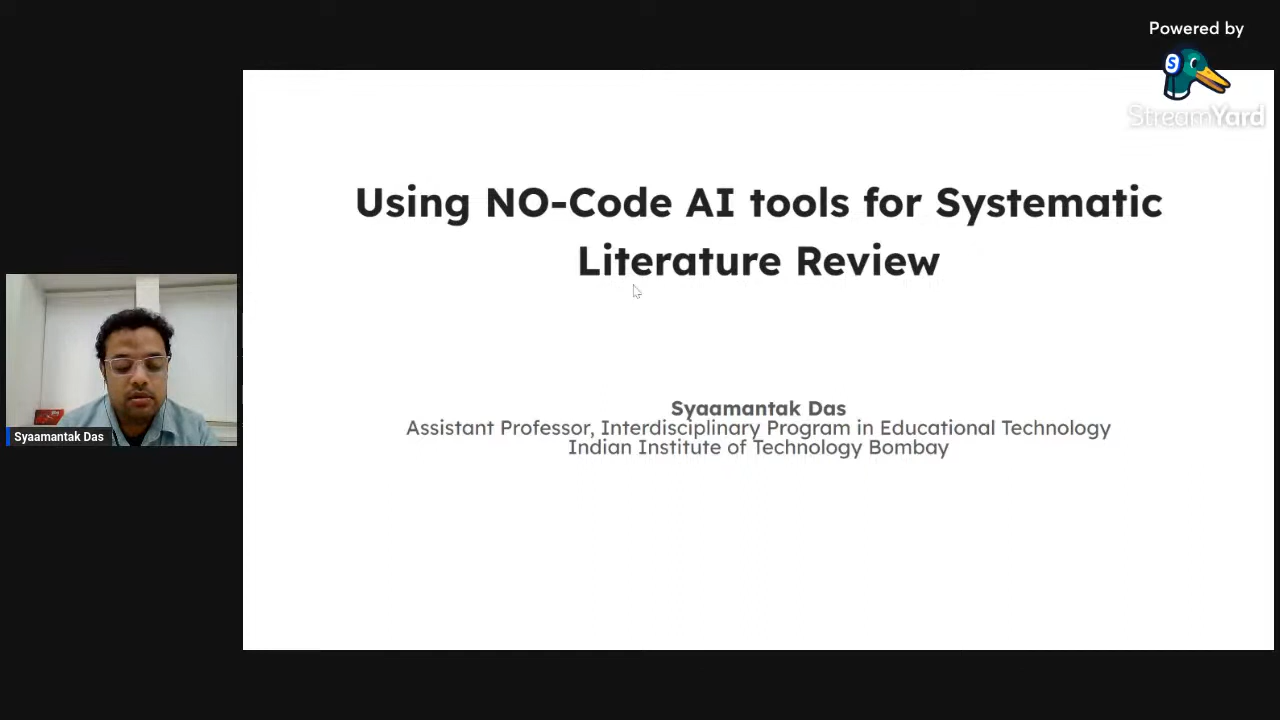 Powered by
S
StreamYard
Using NO-Code AI tools for Systematic
Literature Review
Syaamantak Das
Assistant Professor, Interdisciplinary Program in Educational Technology
Indian Institute of Technology Bombay
Syaamantak Das